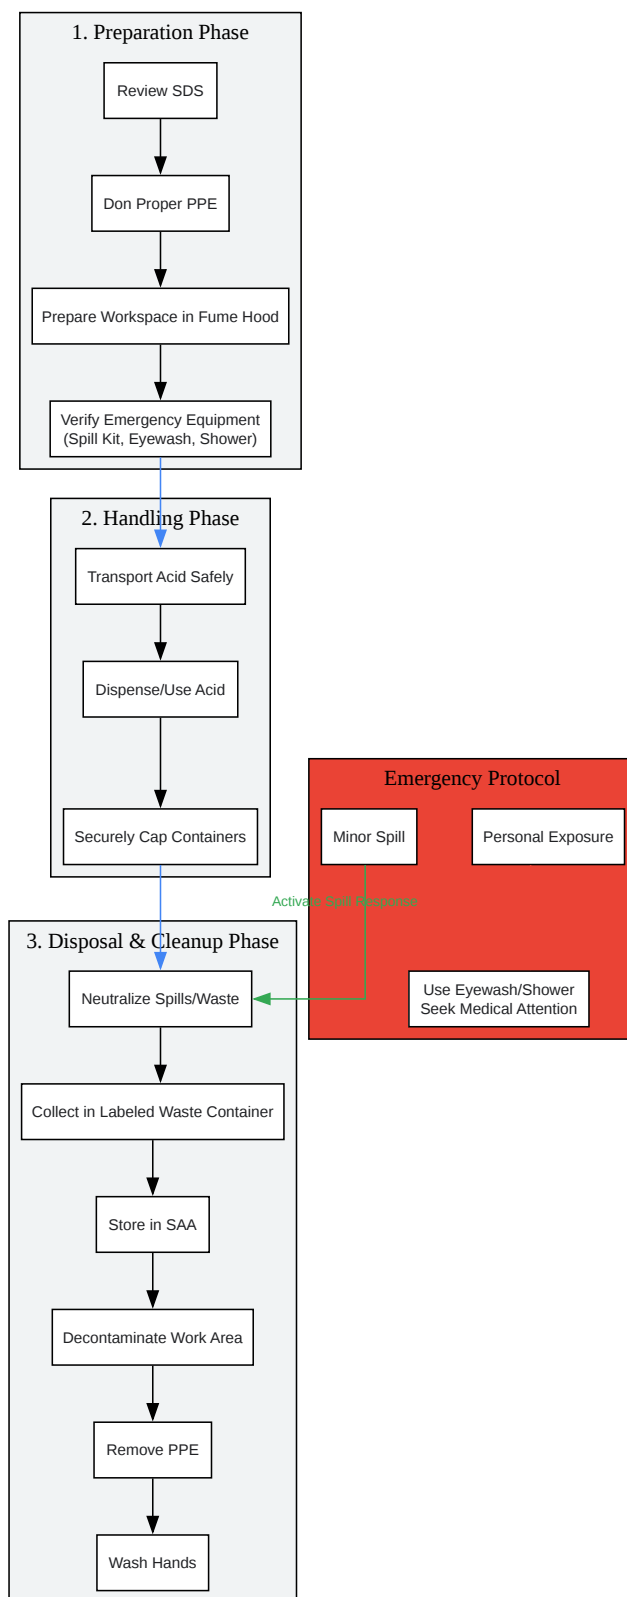 1. Preparation Phase
Review SDS
Don Proper PPE
Prepare Workspace in Fume Hood
Verify Emergency Equipment
(Spill Kit, Eyewash, Shower)
2. Handling Phase
Transport Acid Safely
Dispense/Use Acid
Securely Cap Containers
Emergency Protocol
Minor Spill
Personal Exposure
Activate Spill Response
Use Eyewash/Shower
Seek Medical Attention
3. Disposal & Cleanup Phase
Neutralize Spills/Waste
Collect in Labeled Waste Container
Store in SAA
Decontaminate Work Area
Remove PPE
Wash Hands